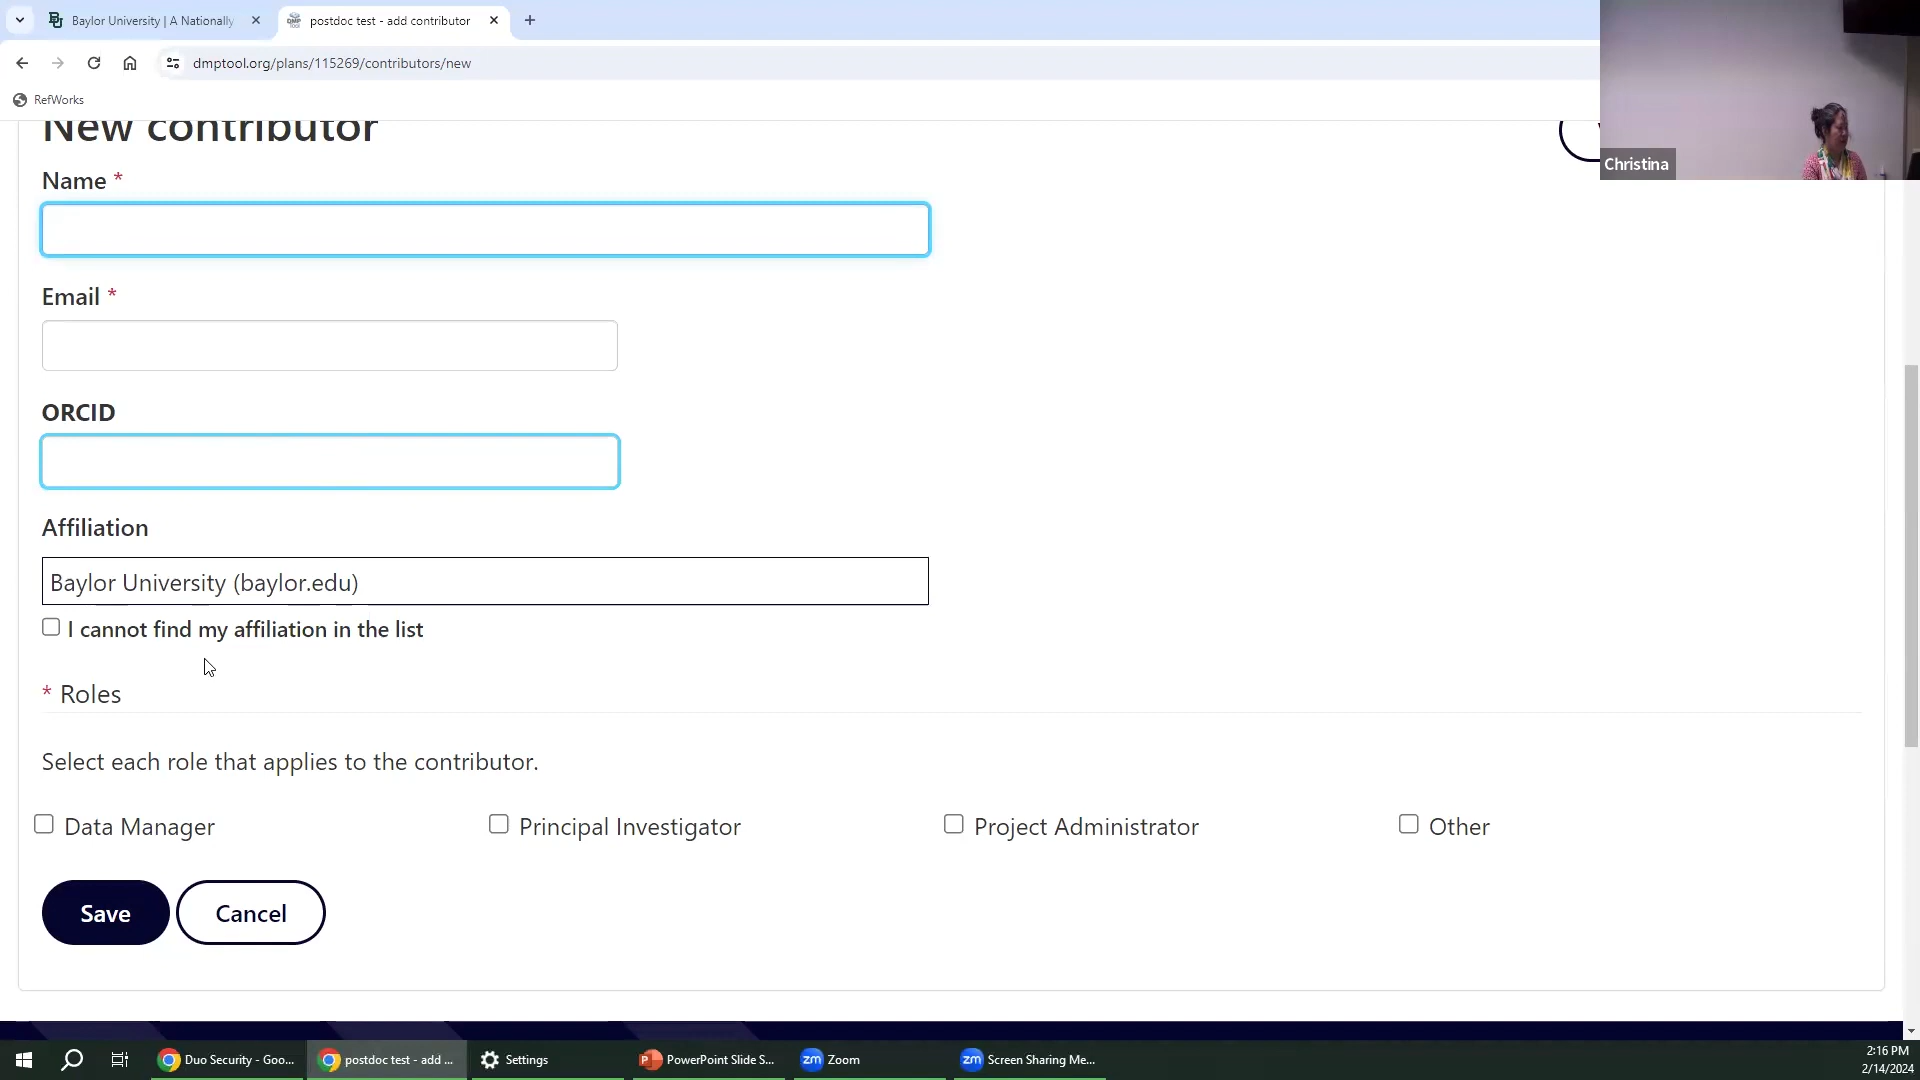 Baylor University | A Nationally
postdoc test - add contributor
dmptool.org/plans/115269/contributors/new
RefWorks
New contributor
Christina
Name *
Email *
ORCID
Affiliation
Baylor University (baylor.edu)
I cannot find my affiliation in the list
* Roles
Select each role that applies to the contributor.
Data Manager
Principal Investigator
Project Administrator
Other
Save
Cancel
Duo Security - Goo...
postdoc test - add ...
Settings
PowerPoint Slide S...
zm Zoom
zm Screen Sharing Me...
2:16 PM
2/14/2024